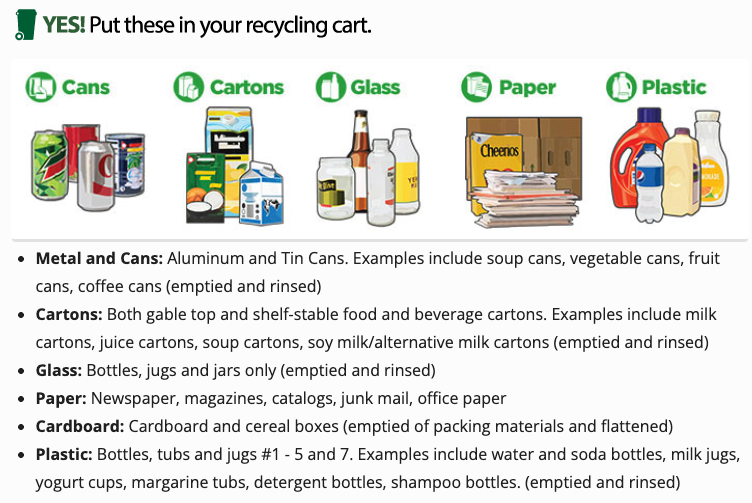 YES! Put these in your recycling cart.
Cans
Cartons
Glass
Paper
Plastic
Cheerios
• Metal and Cans: Aluminum and Tin Cans. Examples include soup cans, vegetable cans, fruit
cans, coffee cans (emptied and rinsed)
• Cartons: Both gable top and shelf-stable food and beverage cartons. Examples include milk
cartons, juice cartons, soup cartons, soy milk/alternative milk cartons (emptied and rinsed)
• Glass: Bottles, jugs and jars only (emptied and rinsed)
• Paper: Newspaper, magazines, catalogs, junk mail, office paper
• Cardboard: Cardboard and cereal boxes (emptied of packing materials and flattened)
• Plastic: Bottles, tubs and jugs #1 - 5 and 7. Examples include water and soda bottles, milk jugs,
yogurt cups, margarine tubs, detergent bottles, shampoo bottles. (emptied and rinsed)